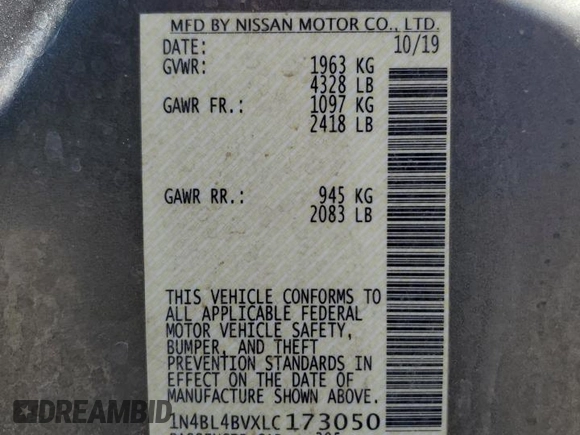 MFD BY NISSAN MOTOR CO., LTD.
DATE: 10/19
GVWR: 1963 KG
4328 LB
GAWR FR.: 1097 KG
2418 LB
GAWR RR.: 945 KG
2083 LB
THIS VEHICLE CONFORMS TO
ALL APPLICABLE FEDERAL
MOTOR VEHICLE SAFETY,
BUMPER, AND THEFT
PREVENTION STANDARDS IN
EFFECT ON THE DATE OF
MANUFACTURE SHOWN ABOVE.
1N4BL4BVXLC173050
DREAMBID